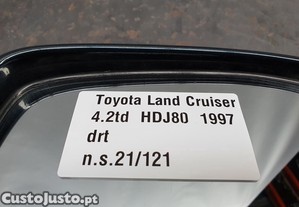 Toyota Land Cruiser
4.2td HDJ80 1997
drt
n.s.21/121
Custojusto.pt